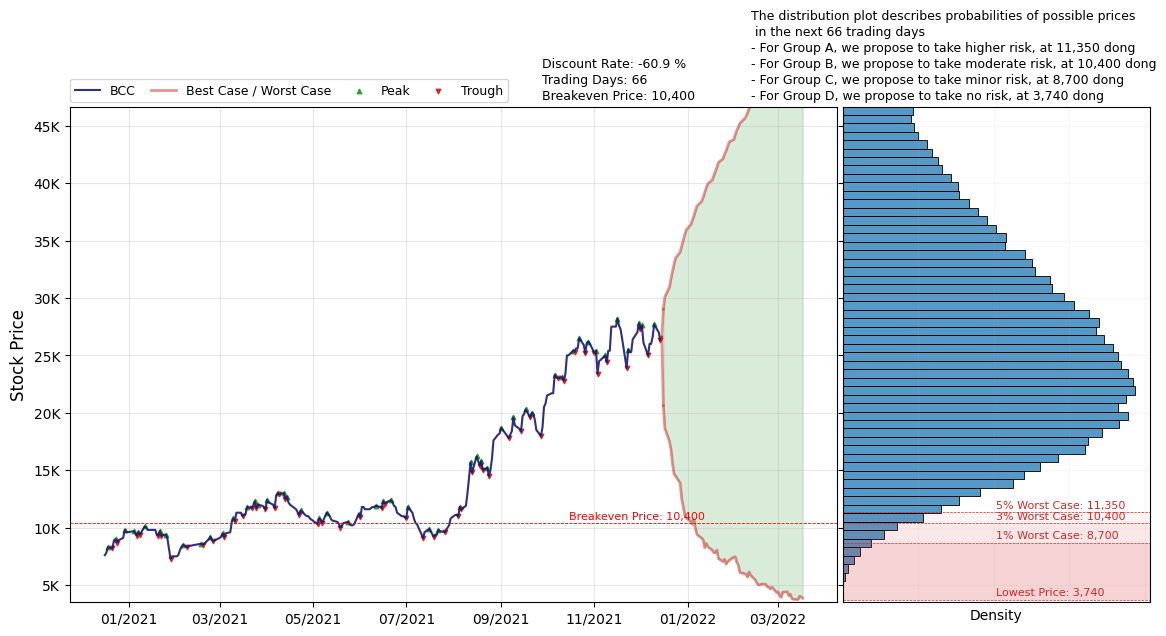 The distribution plot describes probabilities of possible prices
in the next 66 trading days
- For Group A, we propose to take higher risk, at 11,350 dong
- For Group B, we propose to take moderate risk, at 10,400 dong
- For Group C, we propose to take minor risk, at 8,700 dong
- For Group D, we propose to take no risk, at 3,740 dong
Discount Rate: -60.9 %
Trading Days: 66
Breakeven Price: 10,400
BCC
Best Case / Worst Case
Peak
Trough
Stock Price
45K
40K
35K
30K
25K
20K
15K
10K
5K
Breakeven Price: 10,400
5% Worst Case: 11,350
3% Worst Case: 10,400
1% Worst Case: 8,700
Lowest Price: 3,740
01/2021
03/2021
05/2021
07/2021
09/2021
11/2021
01/2022
03/2022
Density